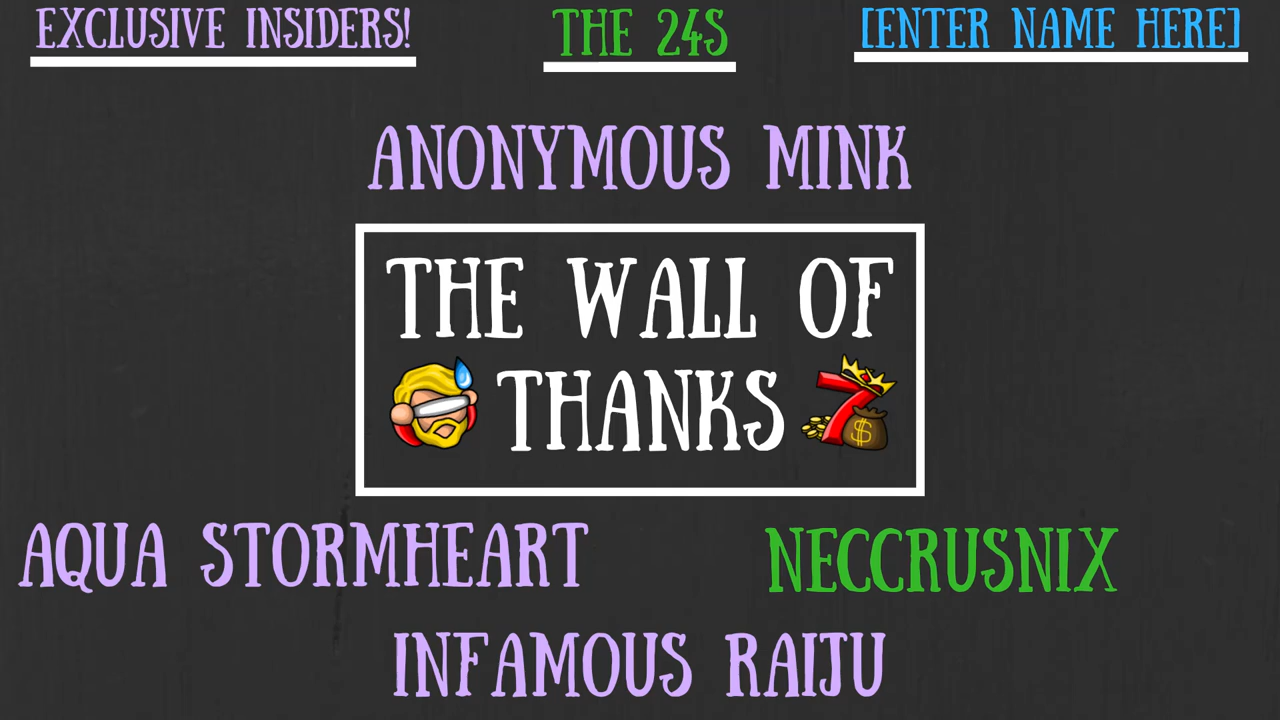 EXCLUSIVE INSIDERS!
THE 24S
[ENTER NAME HERE]
ANONYMOUS MINK
THE WALL OF
THANKS
AQUA STORMHEART
NECCRUSNIX
INFAMOUS RAIJU